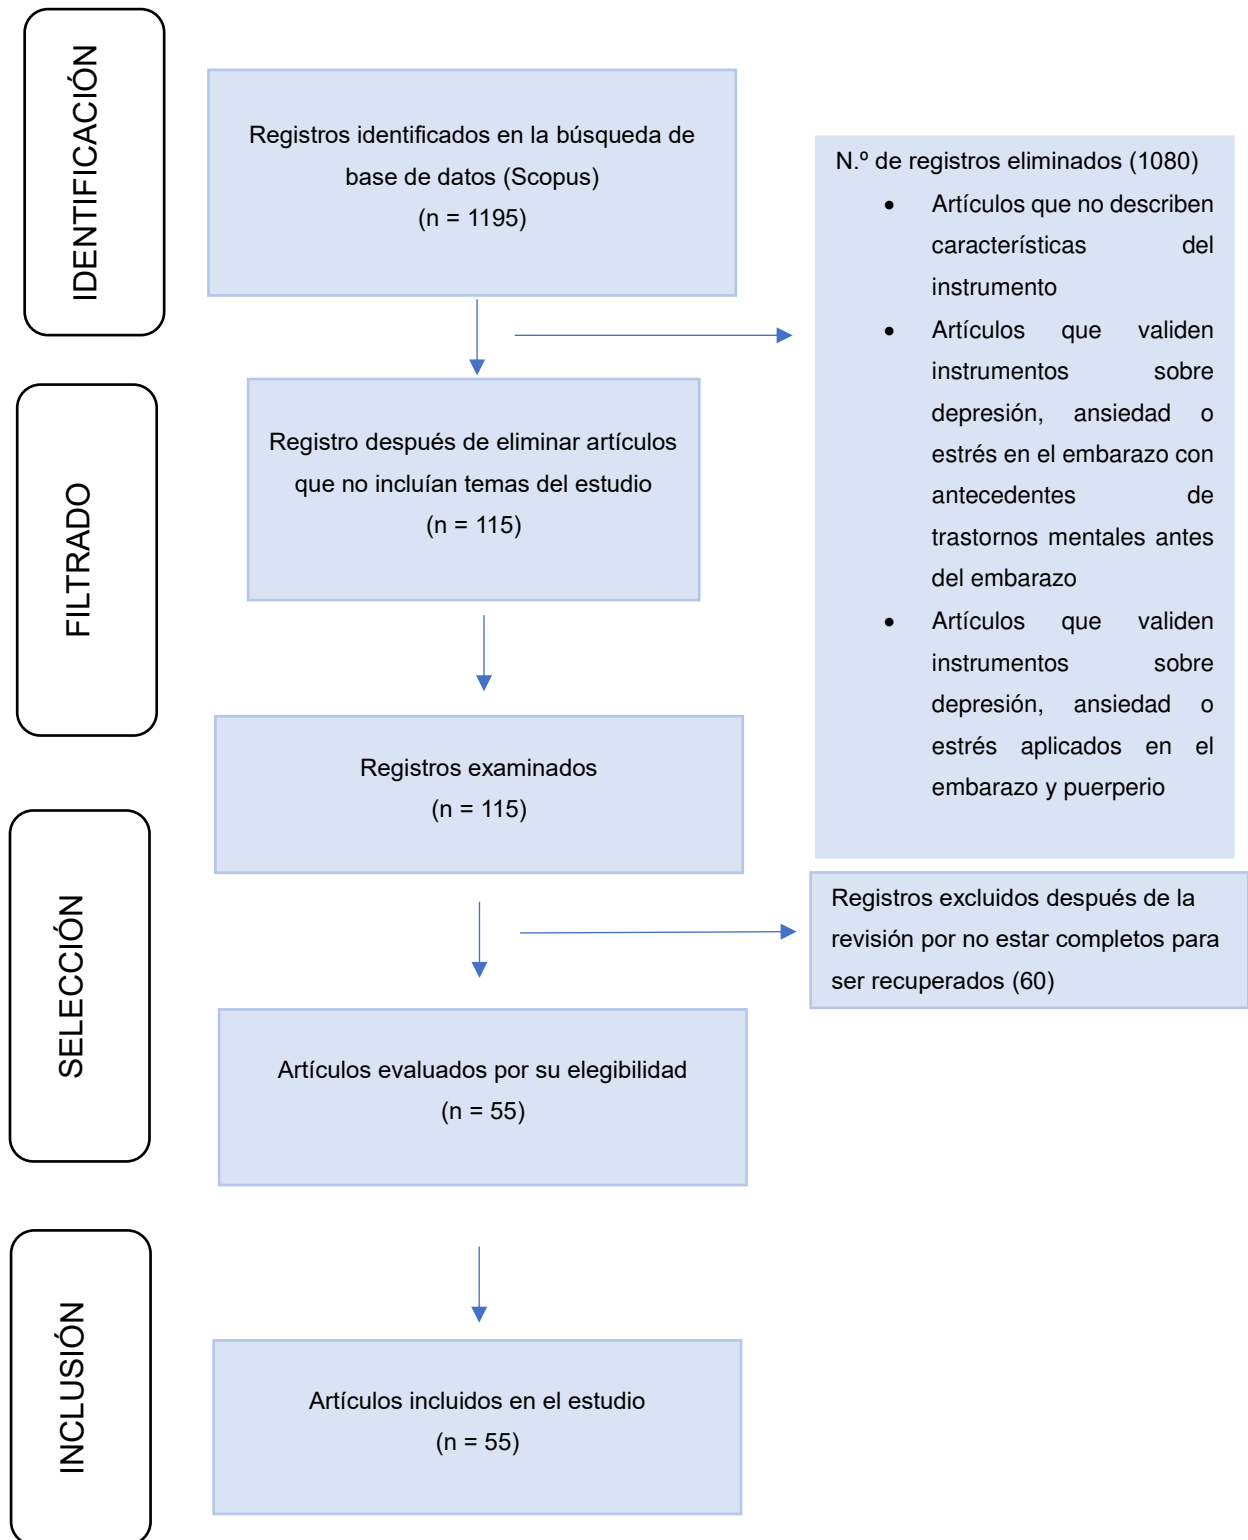 IDENTIFICACIÓN
Registros identificados en la búsqueda de
base de datos (Scopus)
(n = 1195)
N.º de registros eliminados (1080)
• Artículos que no describen
características del
instrumento
• Artículos que validen
instrumentos sobre
depresión, ansiedad o
estrés en el embarazo con
antecedentes de
trastornos mentales antes
del embarazo
• Artículos que validen
instrumentos sobre
depresión, ansiedad o
estrés aplicados en el
embarazo y puerperio
FILTRADO
Registro después de eliminar artículos
que no incluían temas del estudio
(n = 115)
Registros examinados
(n = 115)
SELECCIÓN
Registros excluidos después de la
revisión por no estar completos para
ser recuperados (60)
Artículos evaluados por su elegibilidad
(n = 55)
INCLUSIÓN
Artículos incluidos en el estudio
(n = 55)